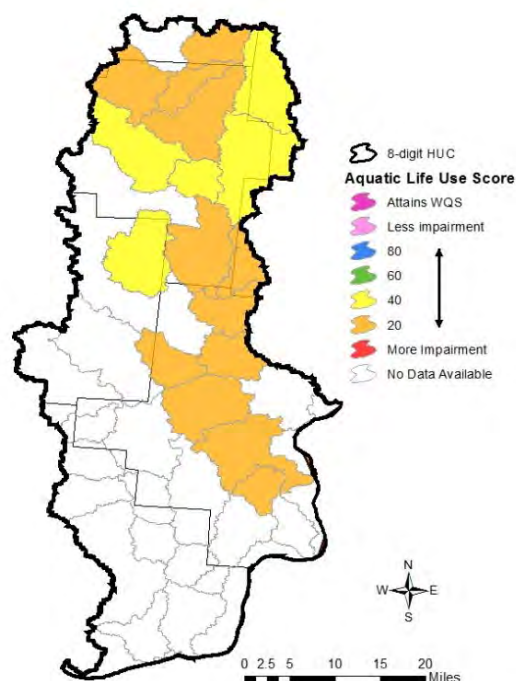 8-digit HUC
Aquatic Life Use Score
Attains WQS
Less impairment
80
60
40
20
More Impairment
No Data Available
N
W E
S
0 2.5 5 10 15 20
Miles